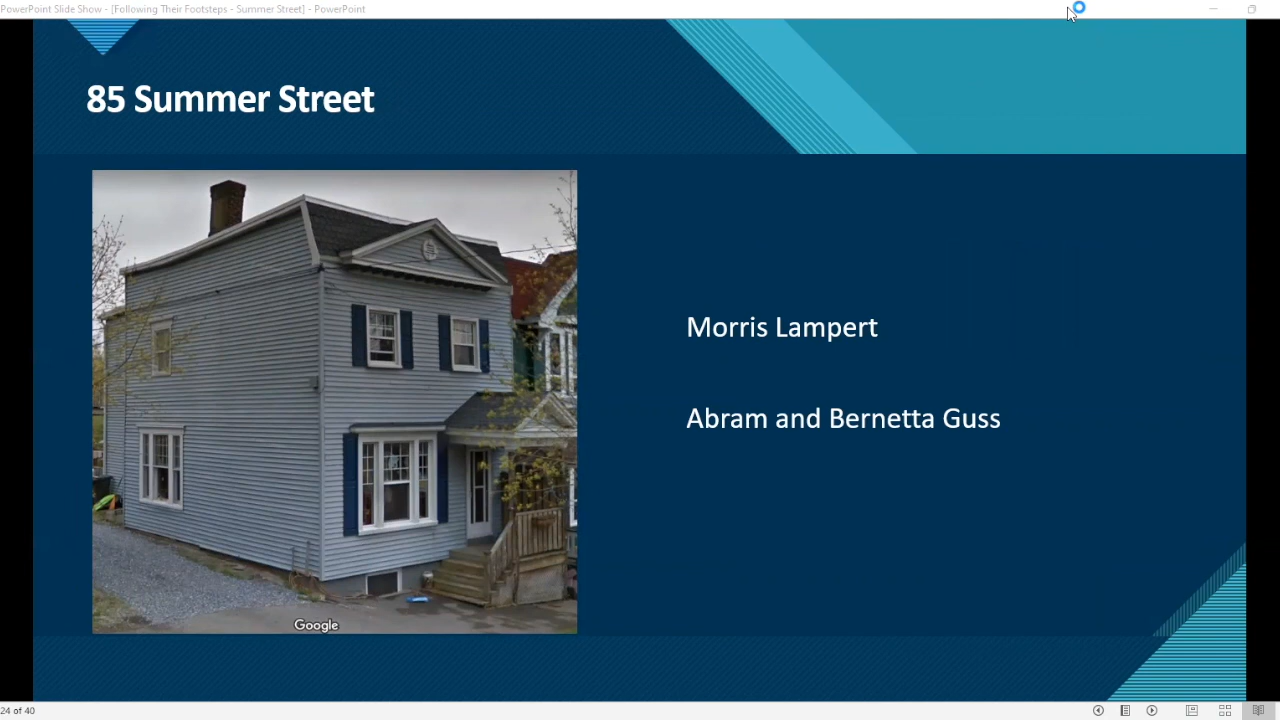 PowerPoint Slide Show - [Following Their Footsteps - Summer Street] - PowerPoint
85 Summer Street
Morris Lampert
Abram and Bernetta Guss
Google
24 of 40